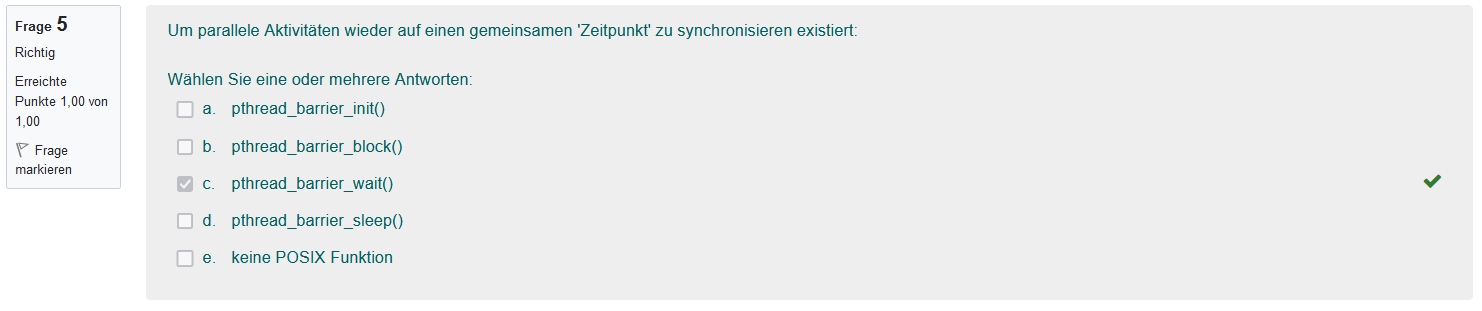 Frage 5
Richtig
Erreichte
Punkte 1,00 von
1,00
Frage
markieren
Um parallele Aktivitäten wieder auf einen gemeinsamen 'Zeitpunkt' zu synchronisieren existiert:
Wählen Sie eine oder mehrere Antworten:
a. pthread_barrier_init()
b. pthread_barrier_block()
c. pthread_barrier_wait()
d. pthread_barrier_sleep()
e. keine POSIX Funktion